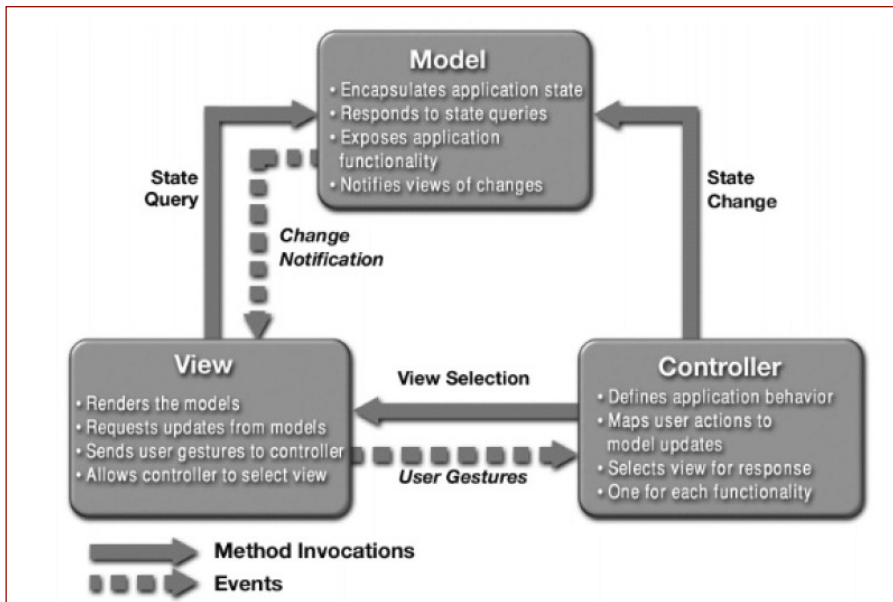 Model
• Encapsulates application state
• Responds to state queries
• Exposes application
functionality
• Notifies views of changes
State
Query
Change
Notification
State
Change
View
• Renders the models
• Requests updates from models
• Sends user gestures to controller
• Allows controller to select view
View Selection
User Gestures
Controller
• Defines application behavior
• Maps user actions to
model updates
• Selects view for response
• One for each functionality
Method Invocations
Events